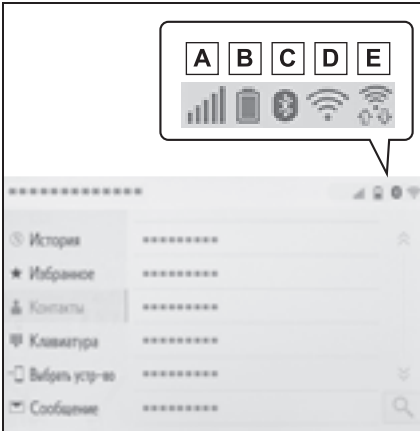 A B C D E
История
Избранное
Контакты
Клавиатура
Выбрать устр-во
Сообщение